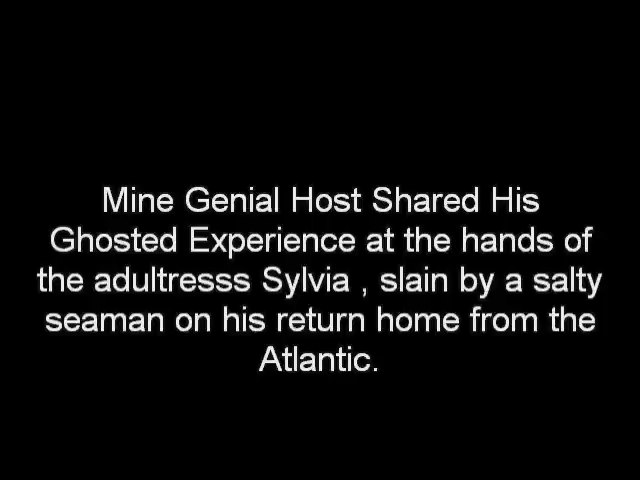 Mine Genial Host Shared His
Ghosted Experience at the hands of
the adultresss Sylvia , slain by a salty
seaman on his return home from the
Atlantic.